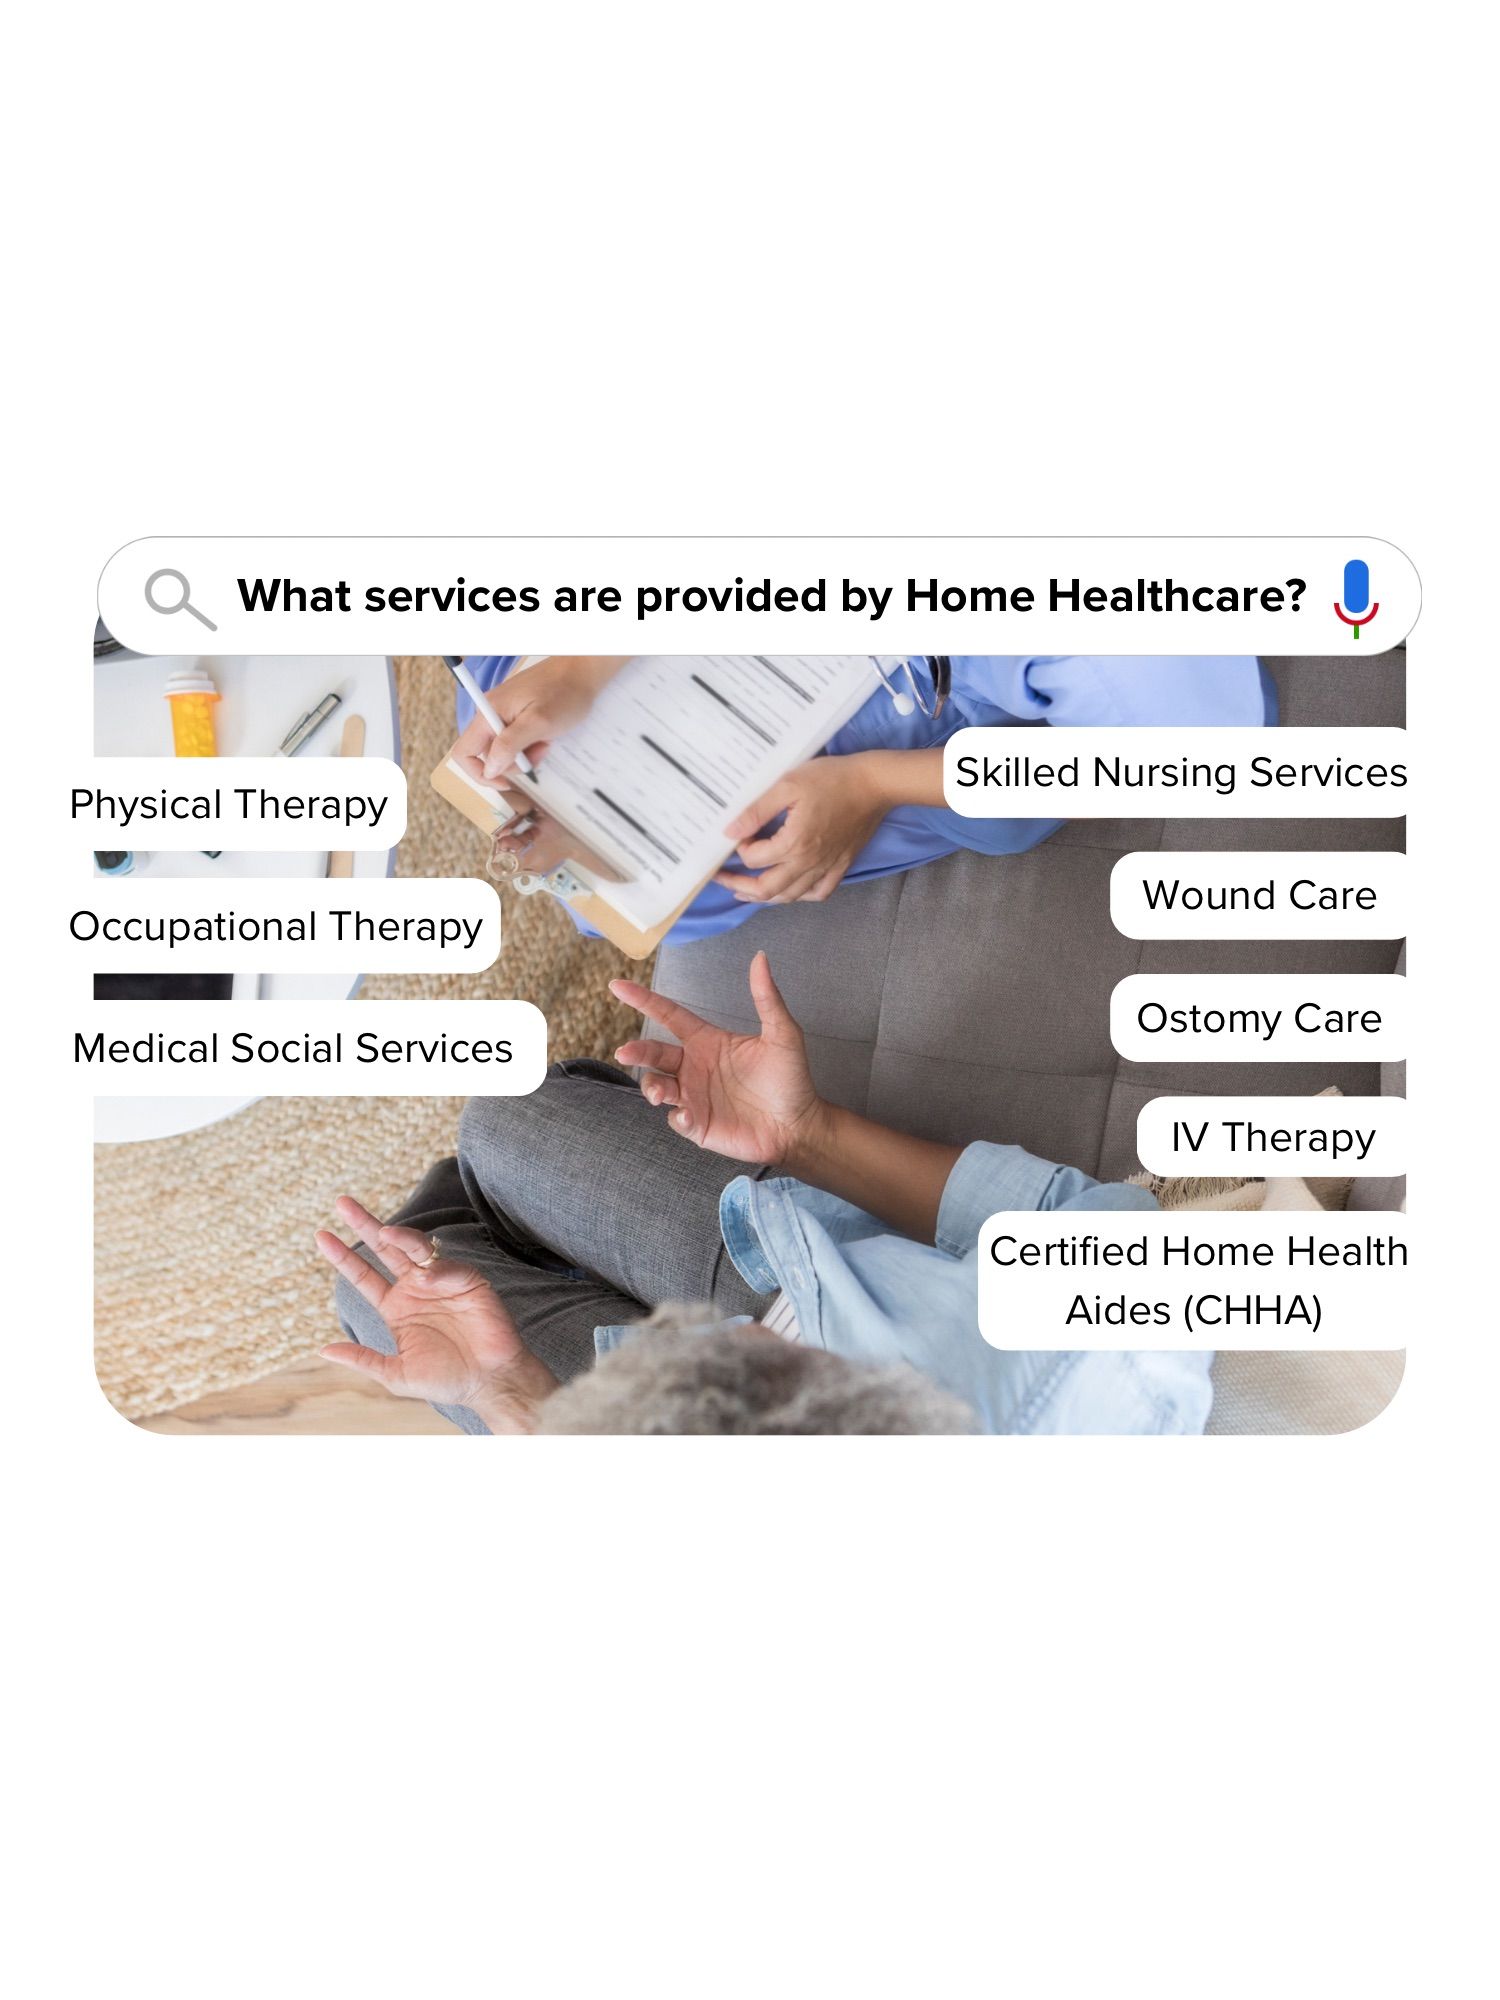 What services are provided by Home Healthcare?
Physical Therapy
Occupational Therapy
Medical Social Services
Skilled Nursing Services
Wound Care
Ostomy Care
IV Therapy
Certified Home Health
Aides (CHHA)